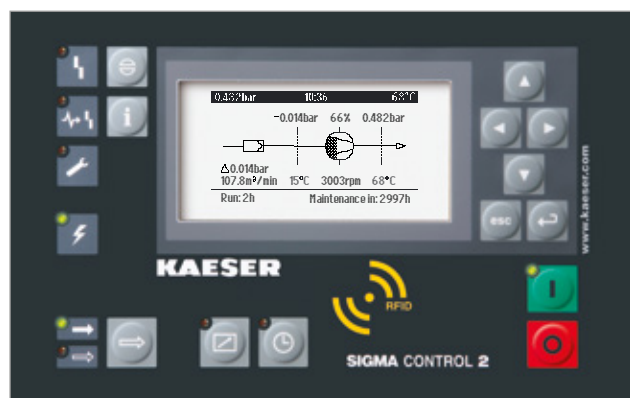 0.482bar 10:36 68°C
-0.014bar 66% 0.482bar
△0.014bar
107.8m³/min 15°C 3003rpm 68°C
Run: 2h Maintenance in: 2997h
i
esc
www.kaeser.com
KAESER
RFID
I
O
SIGMA CONTROL 2